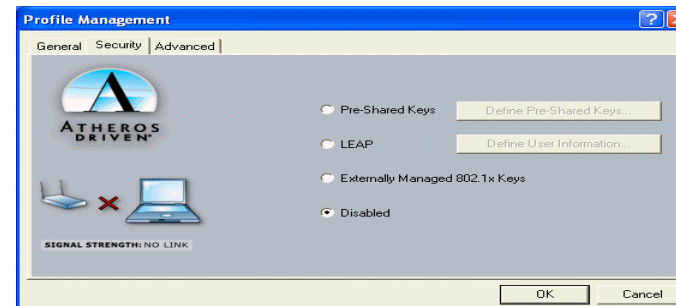 Profile Management
General Security Advanced
ATHEROS
DRIVEN
Pre-Shared Keys Define Pre-Shared Keys...
LEAP Define User Information...
Externally Managed 802.1x Keys
Disabled
SIGNAL STRENGTH: NO LINK
OK Cancel